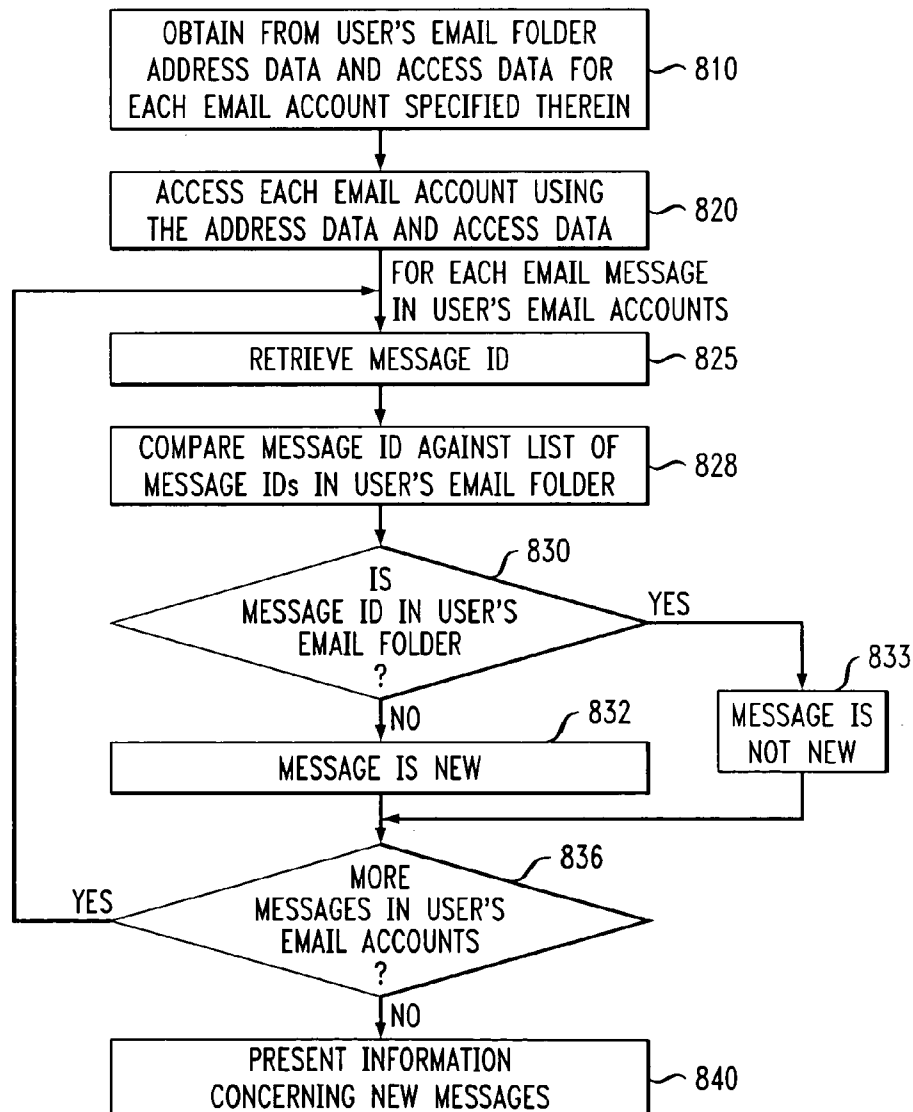 OBTAIN FROM USER'S EMAIL FOLDER
ADDRESS DATA AND ACCESS DATA FOR
EACH EMAIL ACCOUNT SPECIFIED THEREIN
810
ACCESS EACH EMAIL ACCOUNT USING
THE ADDRESS DATA AND ACCESS DATA
820
FOR EACH EMAIL MESSAGE
IN USER'S EMAIL ACCOUNTS
RETRIEVE MESSAGE ID
825
COMPARE MESSAGE ID AGAINST LIST OF
MESSAGE IDs IN USER'S EMAIL FOLDER
828
830
IS
MESSAGE ID IN USER'S
EMAIL FOLDER
?
YES
NO
833
MESSAGE IS
NOT NEW
832
MESSAGE IS NEW
836
MORE
MESSAGES IN USER'S
EMAIL ACCOUNTS
?
YES
NO
PRESENT INFORMATION
CONCERNING NEW MESSAGES
840